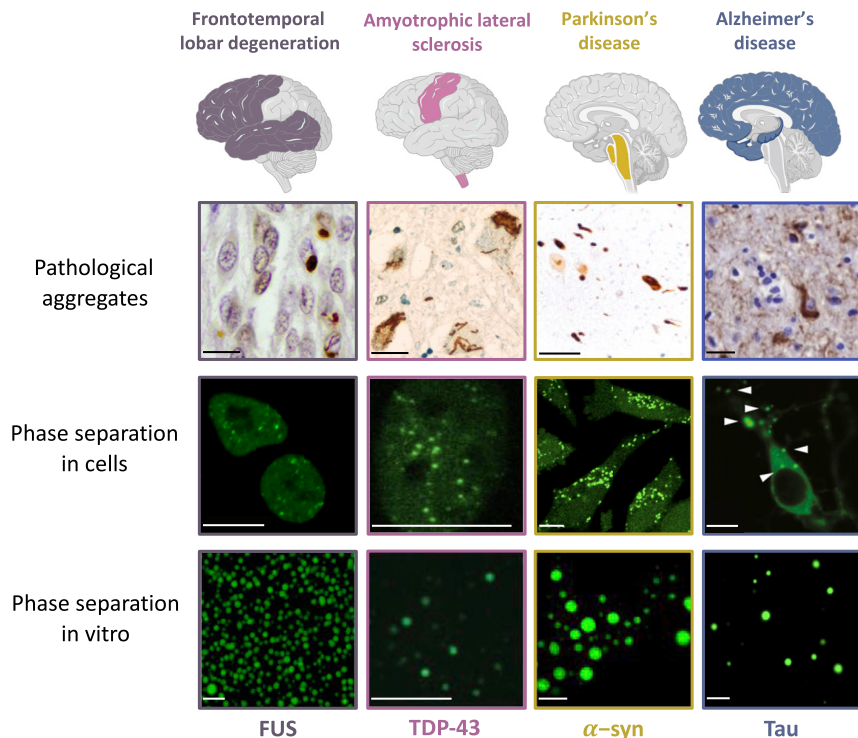 Frontotemporal
lobar degeneration
Amyotrophic lateral
sclerosis
Parkinson's
disease
Alzheimer's
disease
Pathological
aggregates
Phase separation
in cells
Phase separation
in vitro
FUS
TDP-43
α−syn
Tau